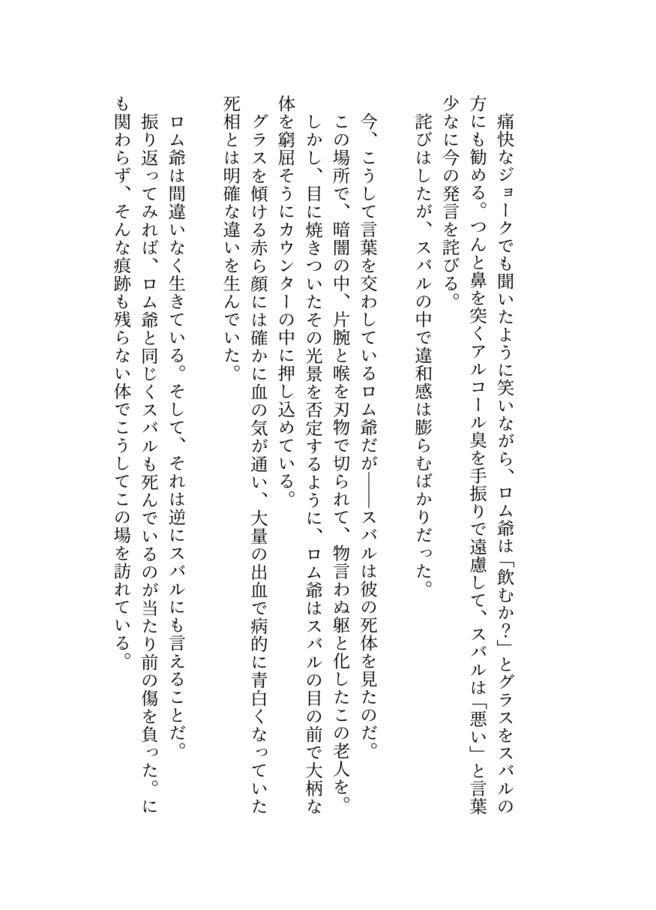 痛快なジョークでも聞いたように笑いながら、ロム爺は「飲むか？」とグラスをスバルの
方にも勧める。つんと鼻を突くアルコール臭を手振りで遠慮して、スバルは「悪い」と言葉
少なに今の発言を詫びる。
詫びはしたが、スバルの中で違和感は膨らむばかりだった。
今、こうして言葉を交わしているロム爺だが――スバルは彼の死体を見たのだ。
この場所で、暗闇の中、片腕と喉を刃物で切られて、物言わぬ躯と化したこの老人を。
しかし、目に焼きついたその光景を否定するように、ロム爺はスバルの目の前で大柄な
体を窮屈そうにカウンターの中に押し込めている。
グラスを傾ける赤ら顔には確かに血の気が通い、大量の出血で病的に青白くなっていた
死相とは明確な違いを生んでいた。
ロム爺は間違いなく生きている。そして、それは逆にスバルにも言えることだ。
振り返ってみれば、ロム爺と同じくスバルも死んでいるのが当たり前の傷を負った。に
も関わらず、そんな痕跡も残らない体でこうしてこの場を訪れている。